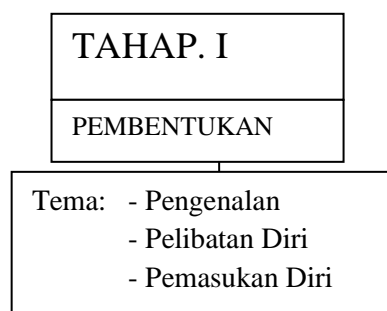 TAHAP. I
PEMBENTUKAN
Tema: - Pengenalan
- Pelibatan Diri
- Pemasukan Diri